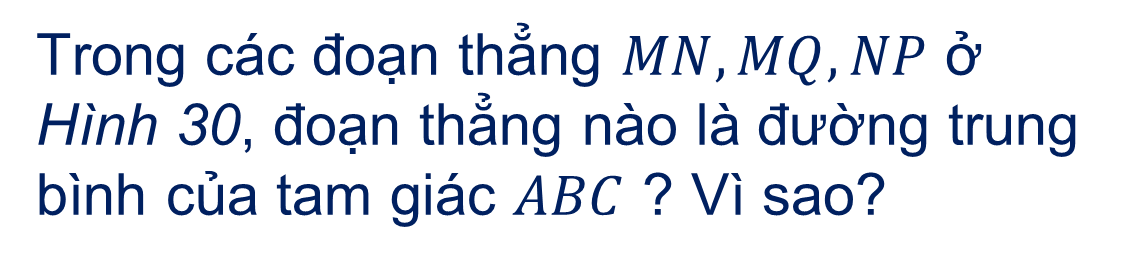 Trong các đoạn thẳng MN, MQ, NP ở
Hình 30, đoạn thẳng nào là đường trung
bình của tam giác ABC ? Vì sao?